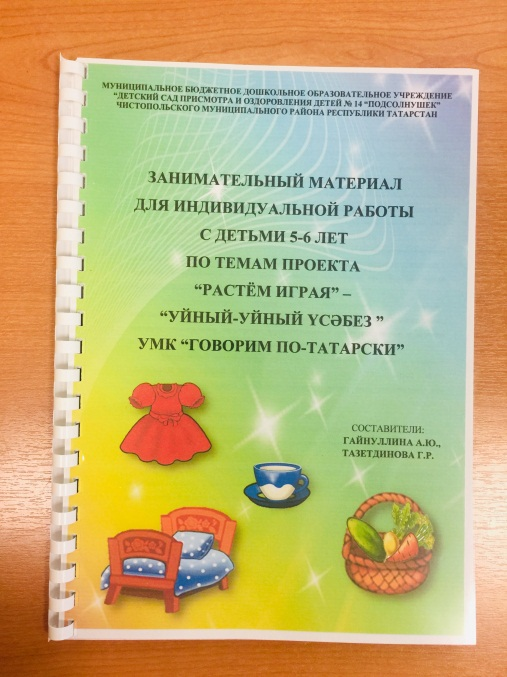 МУНИЦИПАЛЬНОЕ БЮДЖЕТНОЕ ДОШКОЛЬНОЕ ОБРАЗОВАТЕЛЬНОЕ УЧРЕЖДЕНИЕ
“ДЕТСКИЙ САД ПРИСМОТРА И ОЗДОРОВЛЕНИЯ ДЕТЕЙ № 14 “ПОДСОЛНУШЕК”
ЧИСТОПОЛЬСКОГО МУНИЦИПАЛЬНОГО РАЙОНА РЕСПУБЛИКИ ТАТАРСТАН
ЗАНИМАТЕЛЬНЫЙ МАТЕРИАЛ
ДЛЯ ИНДИВИДУАЛЬНОЙ РАБОТЫ
С ДЕТЬМИ 5-6 ЛЕТ
ПО ТЕМАМ ПРОЕКТА
“РАСТЁМ ИГРАЯ” –
“УЙНЫЙ-УЙНЫЙ ҮСӘБЕЗ ”
УМК “ГОВОРИМ ПО-ТАТАРСКИ”
СОСТАВИТЕЛИ:
ГАЙНУЛЛИНА А.Ю.,
ТАЗЕТДИНОВА Г.Р.